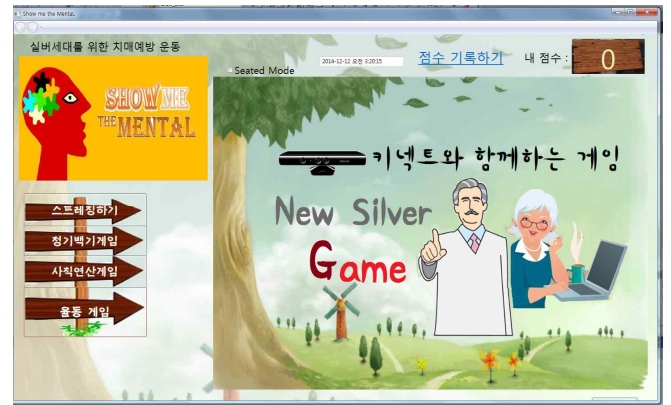 Show me the Mental
실버세대를 위한 치매예방 운동
Seated Mode
2014-12-12 오전 3:20:15
점수 기록하기
내 점수 :
0
SHOW ME
THE MENTAL
키넥트와 함께하는 게임
New Silver
Game
스트레칭하기
청기백기게임
사칙연산게임
율동 게임